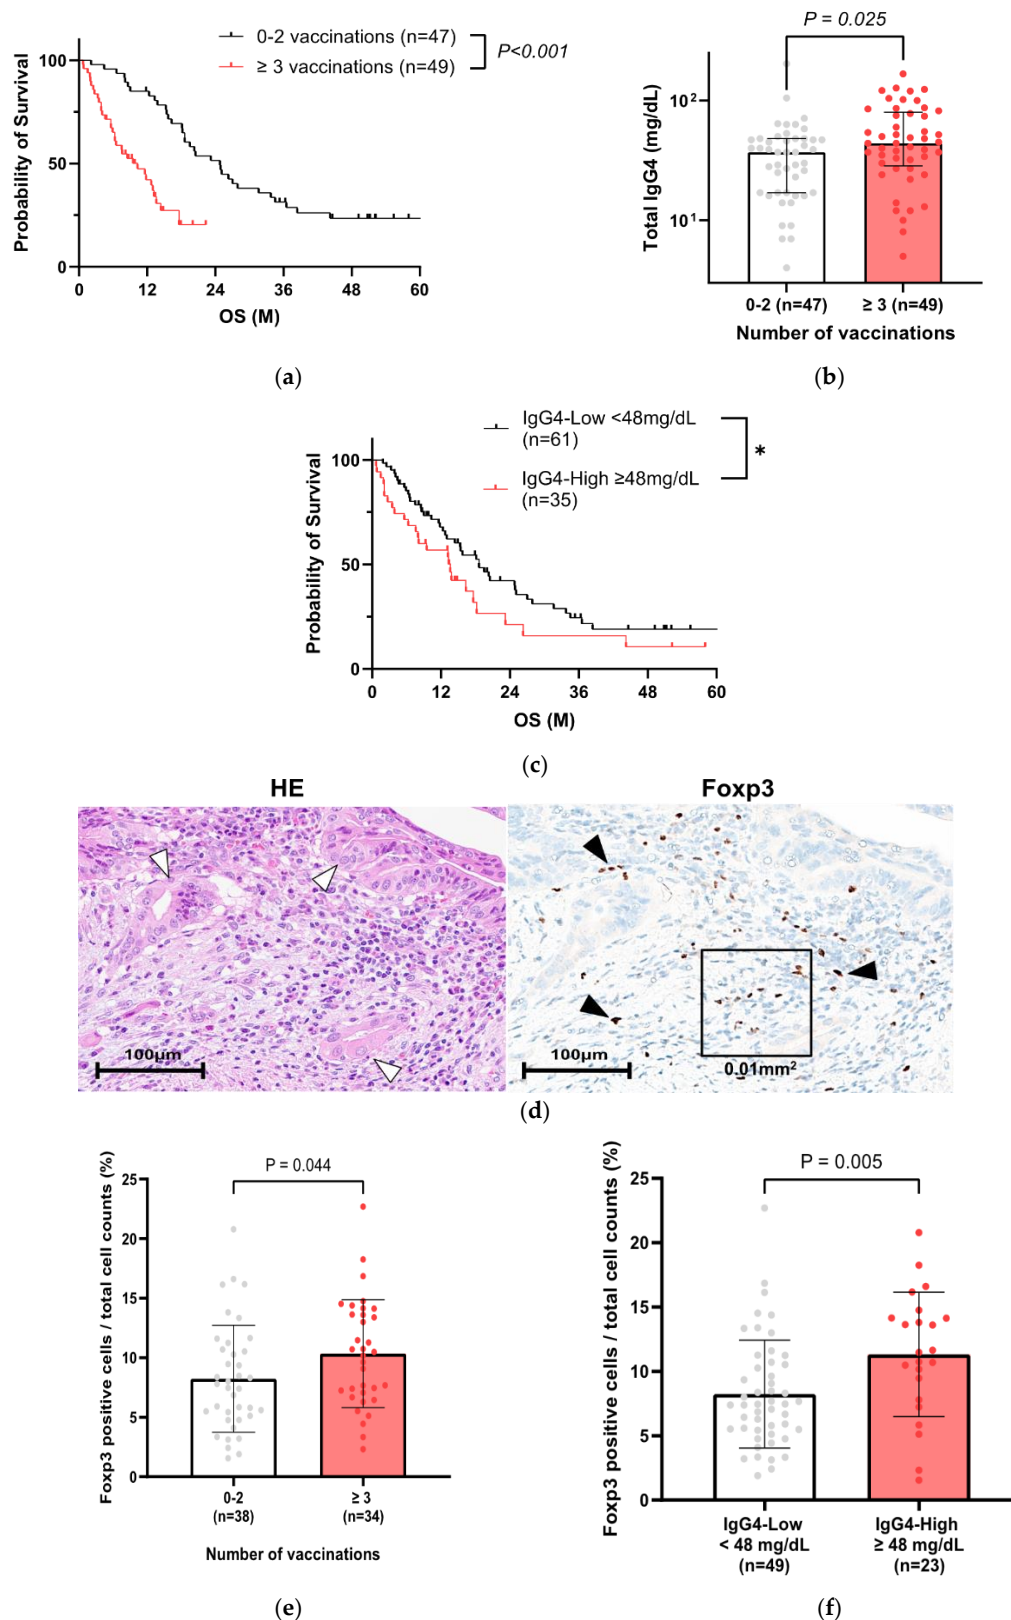 0-2 vaccinations (n=47)
≥ 3 vaccinations (n=49)
P<0.001
Probability of Survival
100
50
0
0 12 24 36 48 60
OS (M)
(a)
P = 0.025
Total IgG4 (mg/dL)
10²
10¹
0-2 (n=47) ≥ 3 (n=49)
Number of vaccinations
(b)
IgG4-Low <48mg/dL
(n=61)
IgG4-High ≥48mg/dL
(n=35)
*
Probability of Survival
100
50
0
0 12 24 36 48 60
OS (M)
(c)
HE
100μm
Foxp3
100μm
0.01mm²
(d)
P = 0.044
Foxp3 positive cells / total cell counts (%)
25
20
15
10
5
0
0-2
(n=38)
≥ 3
(n=34)
Number of vaccinations
(e)
P = 0.005
Foxp3 positive cells / total cell counts (%)
25
20
15
10
5
0
IgG4-Low
< 48 mg/dL
(n=49)
IgG4-High
≥ 48 mg/dL
(n=23)
(f)